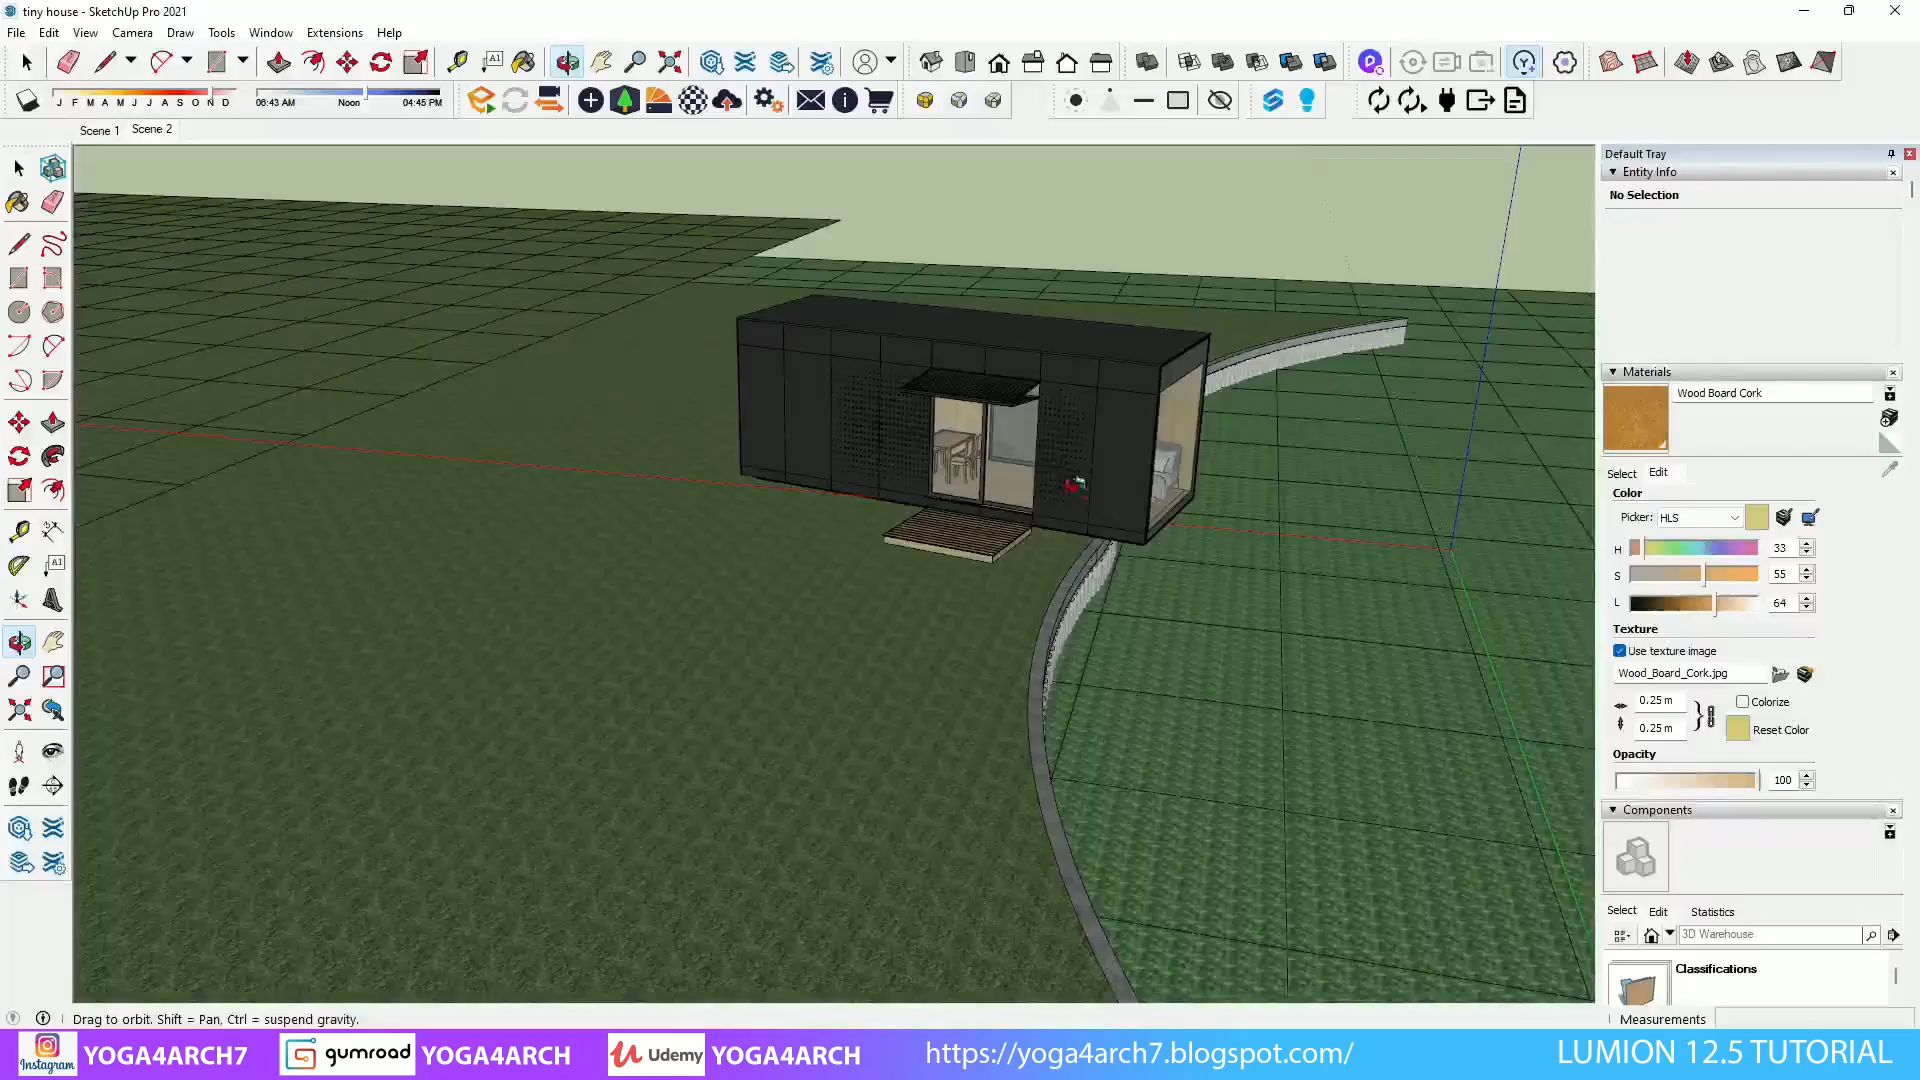 tiny house - SketchUp Pro 2021
File Edit View Camera Draw Tools Window Extensions Help
J F M A M J J A S O N D 06:43 AM Noon 04:45 PM
Scene 1 Scene 2
Default Tray
Entity Info
No Selection
Materials
Wood Board Cork
Select Edit
Color
Picker: HLS
H 33
S 55
L 64
Texture
Use texture image
Wood_Board_Cork.jpg
0.25 m Colorize
0.25 m Reset Color
Opacity
100
Components
Select Edit Statistics
3D Warehouse
Classifications
Drag to orbit. Shift = Pan, Ctrl = suspend gravity.
Measurements
Instagram YOGA4ARCH7 gumroad YOGA4ARCH Udemy YOGA4ARCH https://yoga4arch7.blogspot.com/ LUMION 12.5 TUTORIAL